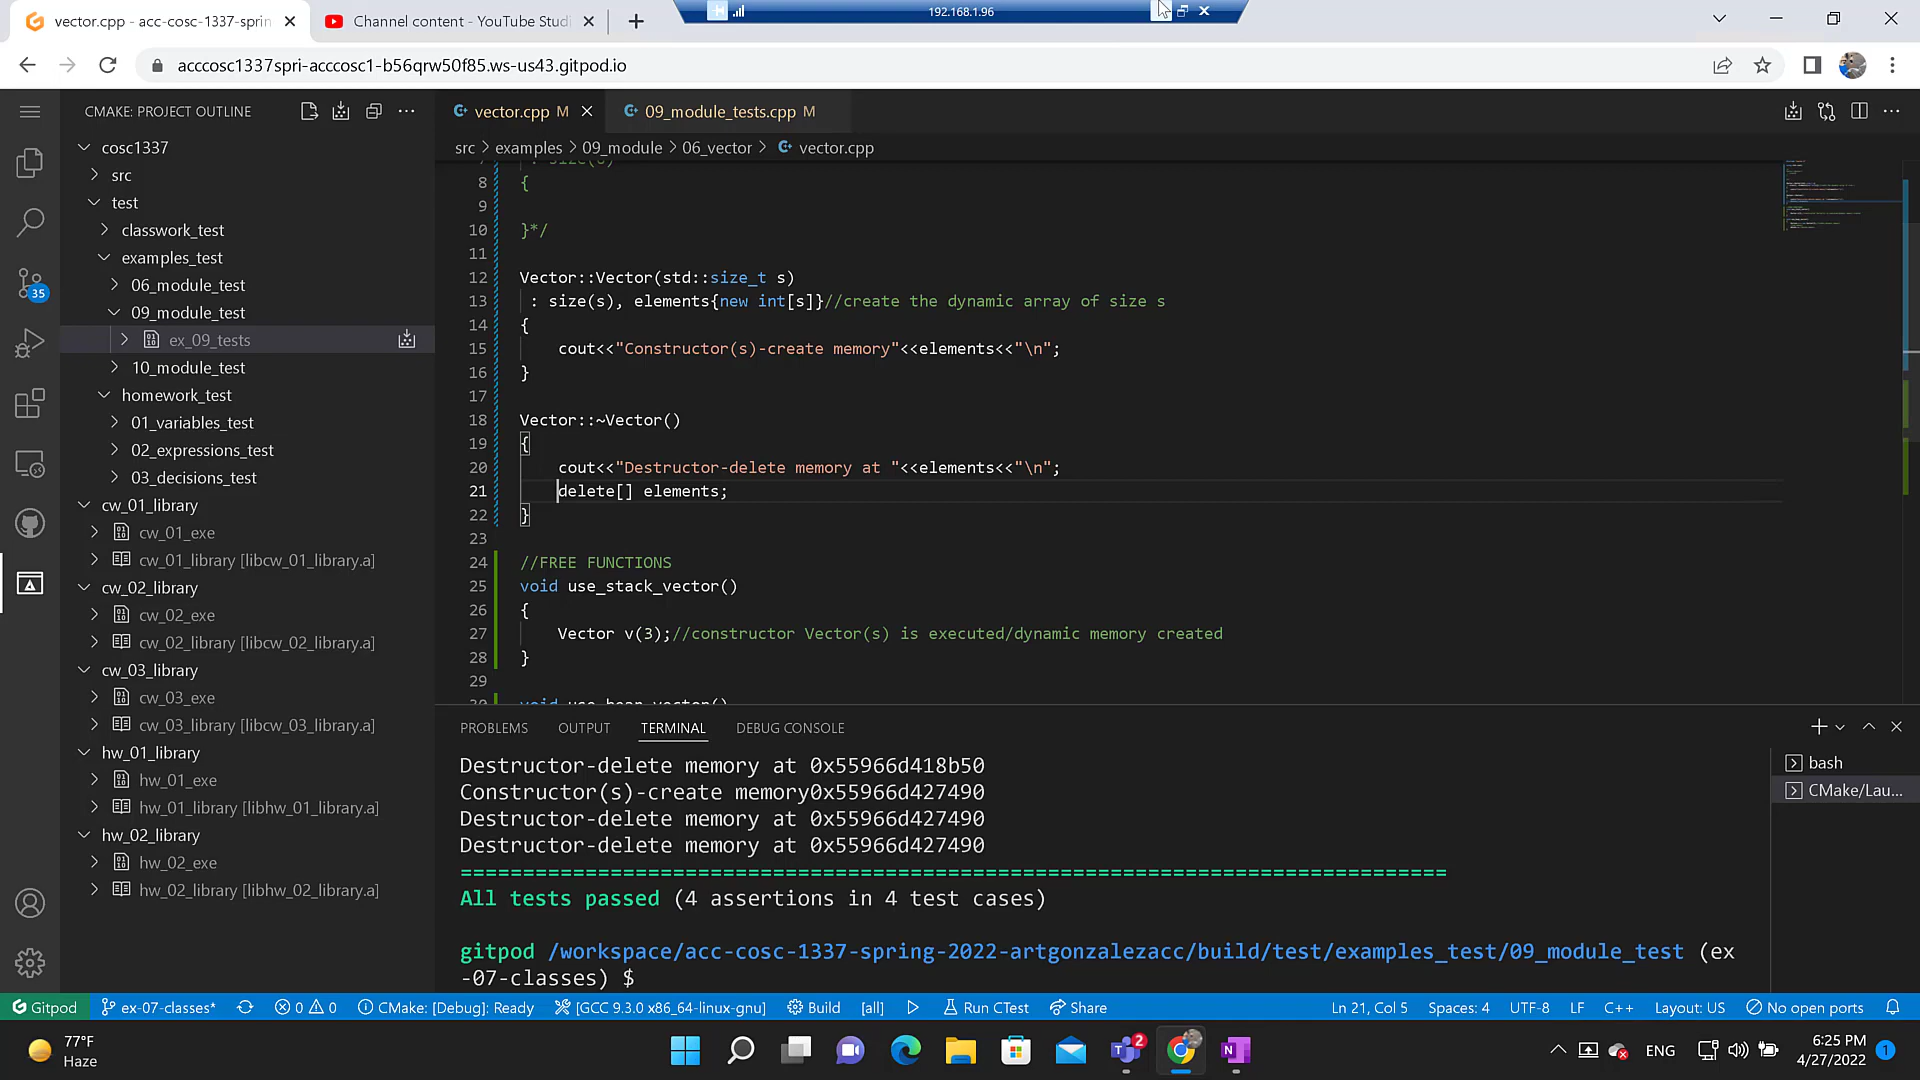 vector.cpp - acc-cosc-1337-sprin
Channel content - YouTube Studi
192.168.1.96
acccosc1337spri-acccosc1-b56qrw50f85.ws-us43.gitpod.io
CMAKE: PROJECT OUTLINE
vector.cpp M
09_module_tests.cpp M
src > examples > 09_module > 06_vector > vector.cpp
cosc1337
src
test
classwork_test
examples_test
06_module_test
09_module_test
ex_09_tests
10_module_test
homework_test
01_variables_test
02_expressions_test
03_decisions_test
cw_01_library
cw_01_exe
cw_01_library [libcw_01_library.a]
cw_02_library
cw_02_exe
cw_02_library [libcw_02_library.a]
cw_03_library
cw_03_exe
cw_03_library [libcw_03_library.a]
hw_01_library
hw_01_exe
hw_01_library [libhw_01_library.a]
hw_02_library
hw_02_exe
hw_02_library [libhw_02_library.a]
35
7 : size(s)
8 {
9
10 }*/
11
12 Vector::Vector(std::size_t s)
13 : size(s), elements{new int[s]}//create the dynamic array of size s
14 {
15 cout<<"Constructor(s)-create memory"<<elements<<"\n";
16 }
17
18 Vector::~Vector()
19 {
20 cout<<"Destructor-delete memory at "<<elements<<"\n";
21 delete[] elements;
22 }
23
24 //FREE FUNCTIONS
25 void use_stack_vector()
26 {
27 Vector v(3);//constructor Vector(s) is executed/dynamic memory created
28 }
29
30 void use_heap_vector()
PROBLEMS OUTPUT TERMINAL DEBUG CONSOLE
bash
CMake/Lau...
Destructor-delete memory at 0x55966d418b50
Constructor(s)-create memory0x55966d427490
Destructor-delete memory at 0x55966d427490
Destructor-delete memory at 0x55966d427490
===============================================================================
All tests passed (4 assertions in 4 test cases)
gitpod /workspace/acc-cosc-1337-spring-2022-artgonzalezacc/build/test/examples_test/09_module_test (ex
-07-classes) $
Gitpod ex-07-classes* 0 0 CMake: [Debug]: Ready [GCC 9.3.0 x86_64-linux-gnu] Build [all] Run CTest Share Ln 21, Col 5 Spaces: 4 UTF-8 LF C++ Layout: US No open ports
77°F
Haze
2
ENG
6:25 PM
4/27/2022
1